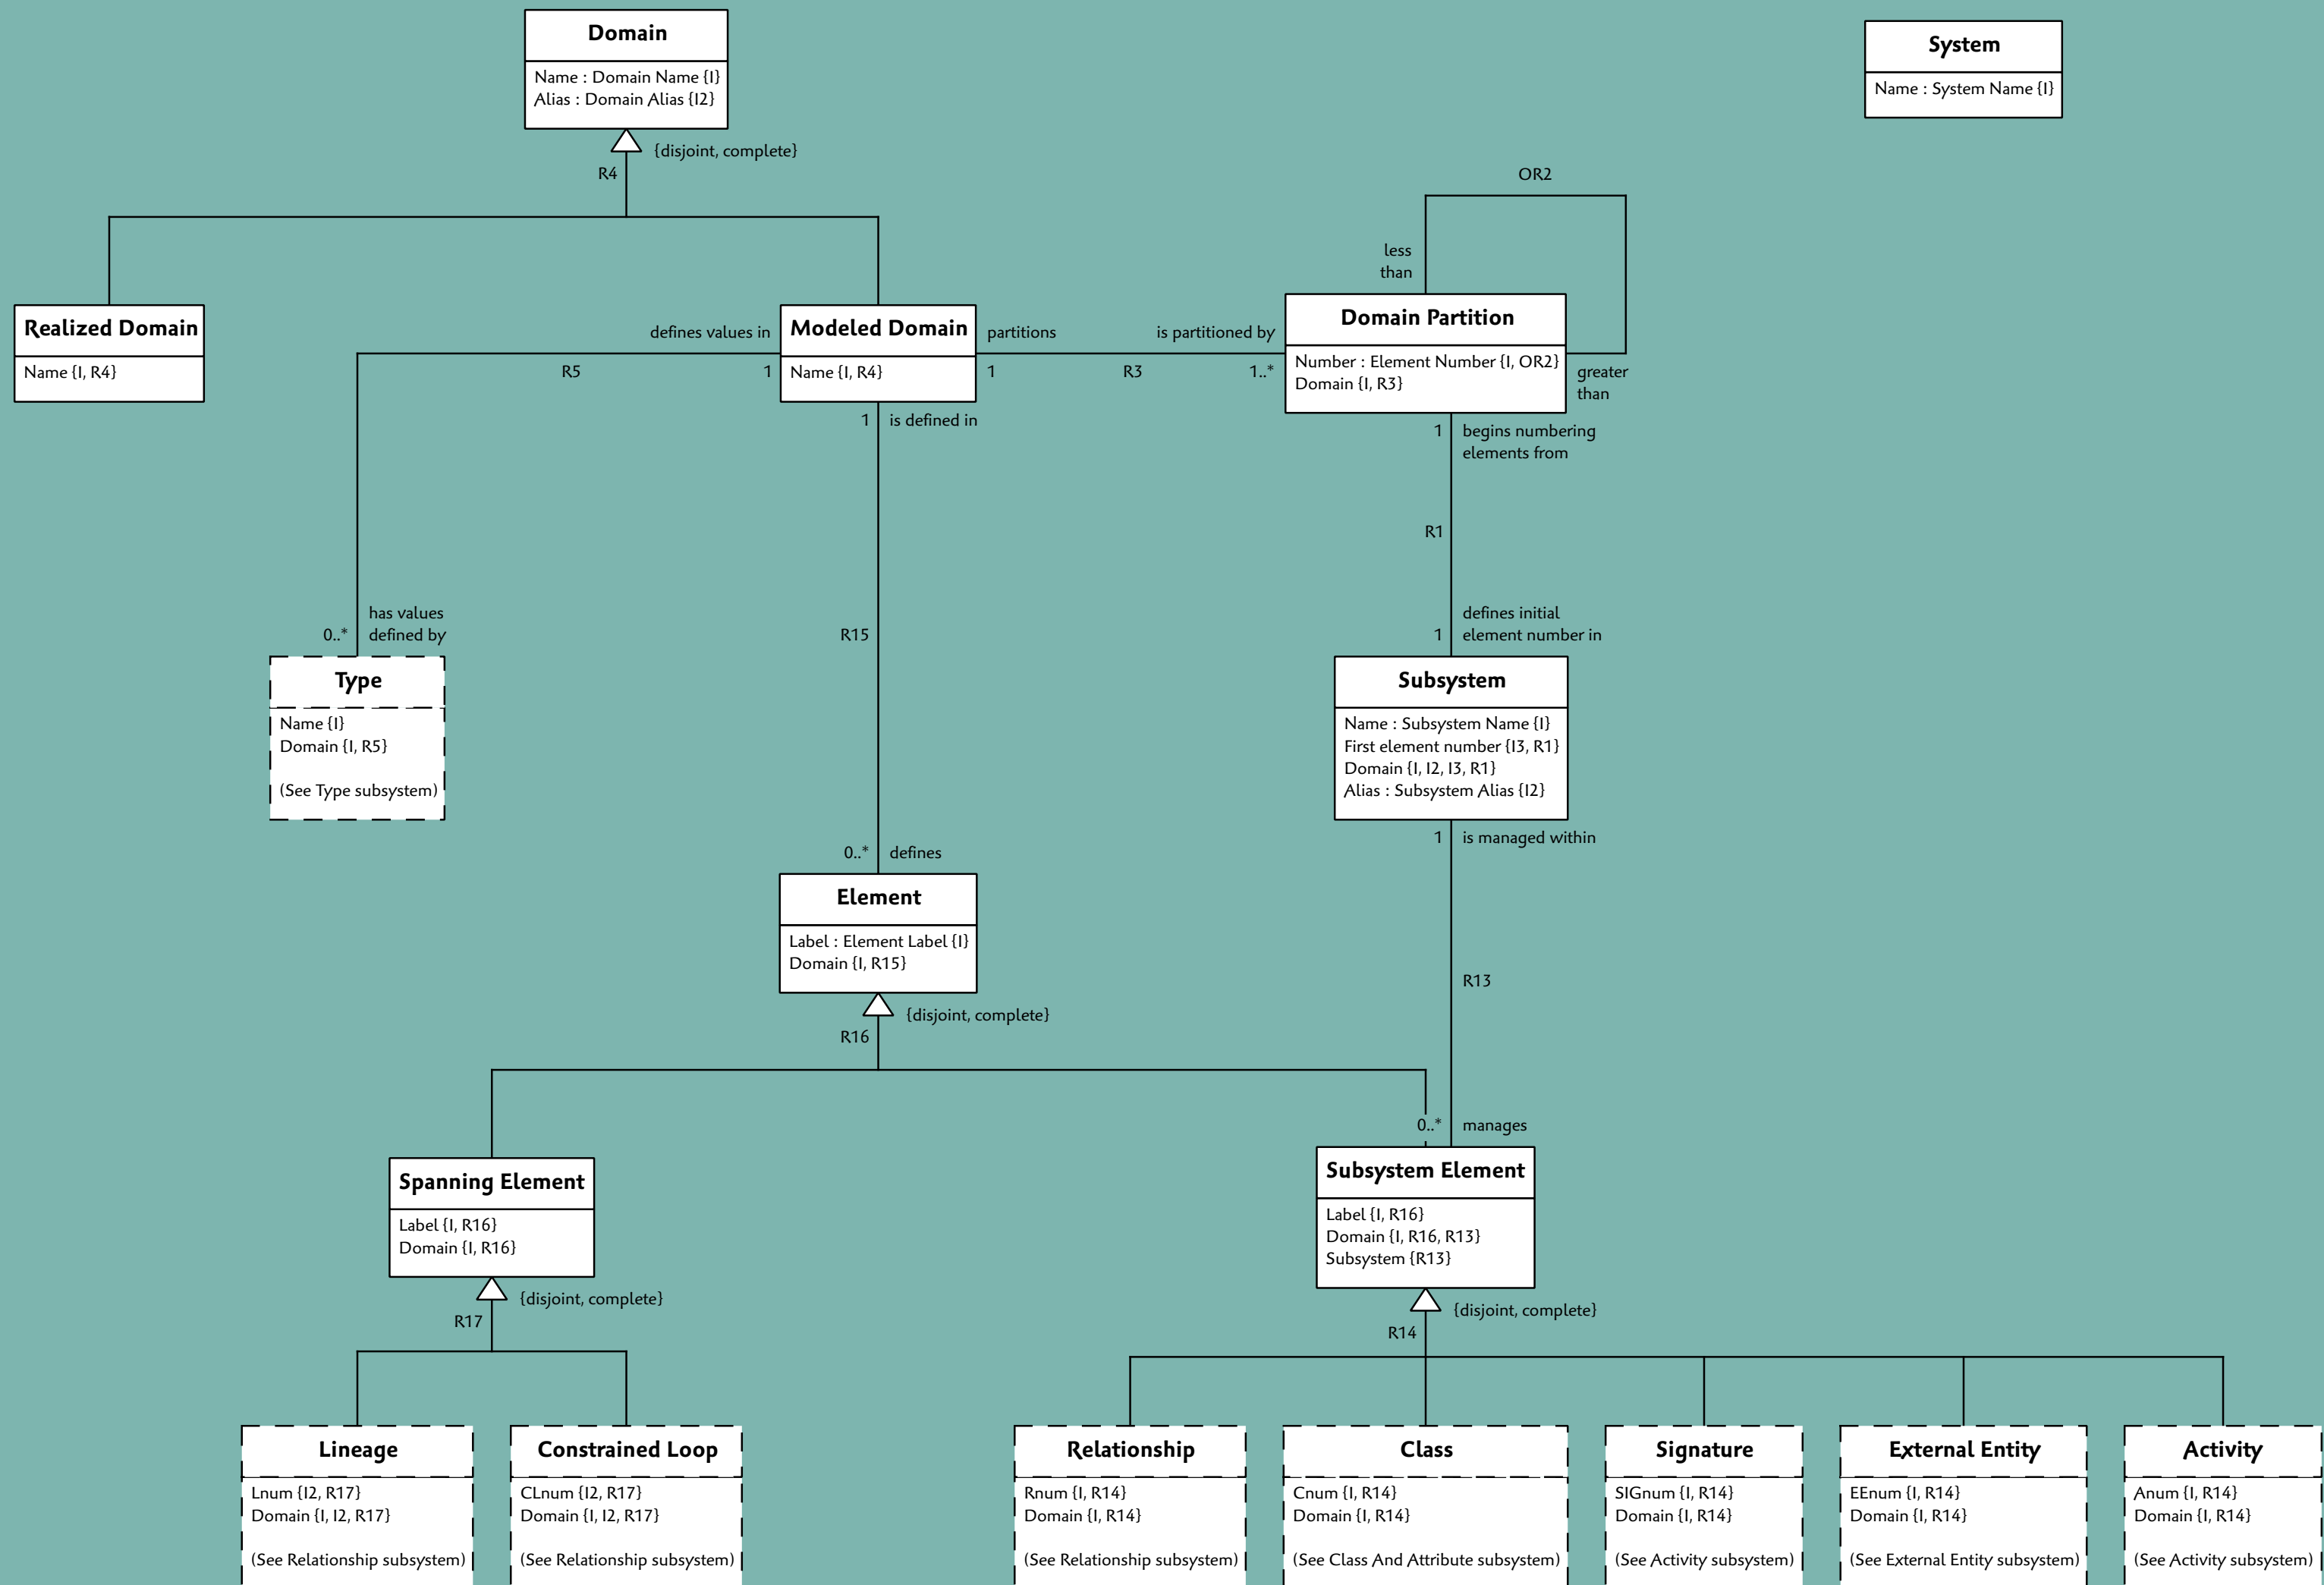 Domain
Name : Domain Name {I}
Alias : Domain Alias {I2}
System
Name : System Name {I}
{disjoint, complete}
R4
OR2
less
than
Realized Domain
Name {I, R4}
defines values in
R5
1
Modeled Domain
Name {I, R4}
partitions
is partitioned by
1
R3
1..*
Domain Partition
Number : Element Number {I, OR2}
Domain {I, R3}
greater
than
1
is defined in
1
begins numbering
elements from
R1
has values
defined by
0..*
R15
defines initial
element number in
1
Type
Name {I}
Domain {I, R5}
(See Type subsystem)
Subsystem
Name : Subsystem Name {I}
First element number {I3, R1}
Domain {I, I2, I3, R1}
Alias : Subsystem Alias {I2}
1
is managed within
0..*
defines
Element
Label : Element Label {I}
Domain {I, R15}
R13
{disjoint, complete}
R16
0..*
manages
Spanning Element
Label {I, R16}
Domain {I, R16}
Subsystem Element
Label {I, R16}
Domain {I, R16, R13}
Subsystem {R13}
{disjoint, complete}
R17
{disjoint, complete}
R14
Lineage
Lnum {I2, R17}
Domain {I, I2, R17}
(See Relationship subsystem)
Constrained Loop
CLnum {I2, R17}
Domain {I, I2, R17}
(See Relationship subsystem)
Relationship
Rnum {I, R14}
Domain {I, R14}
(See Relationship subsystem)
Class
Cnum {I, R14}
Domain {I, R14}
(See Class And Attribute subsystem)
Signature
SIGnum {I, R14}
Domain {I, R14}
(See Activity subsystem)
External Entity
EEnum {I, R14}
Domain {I, R14}
(See External Entity subsystem)
Activity
Anum {I, R14}
Domain {I, R14}
(See Activity subsystem)